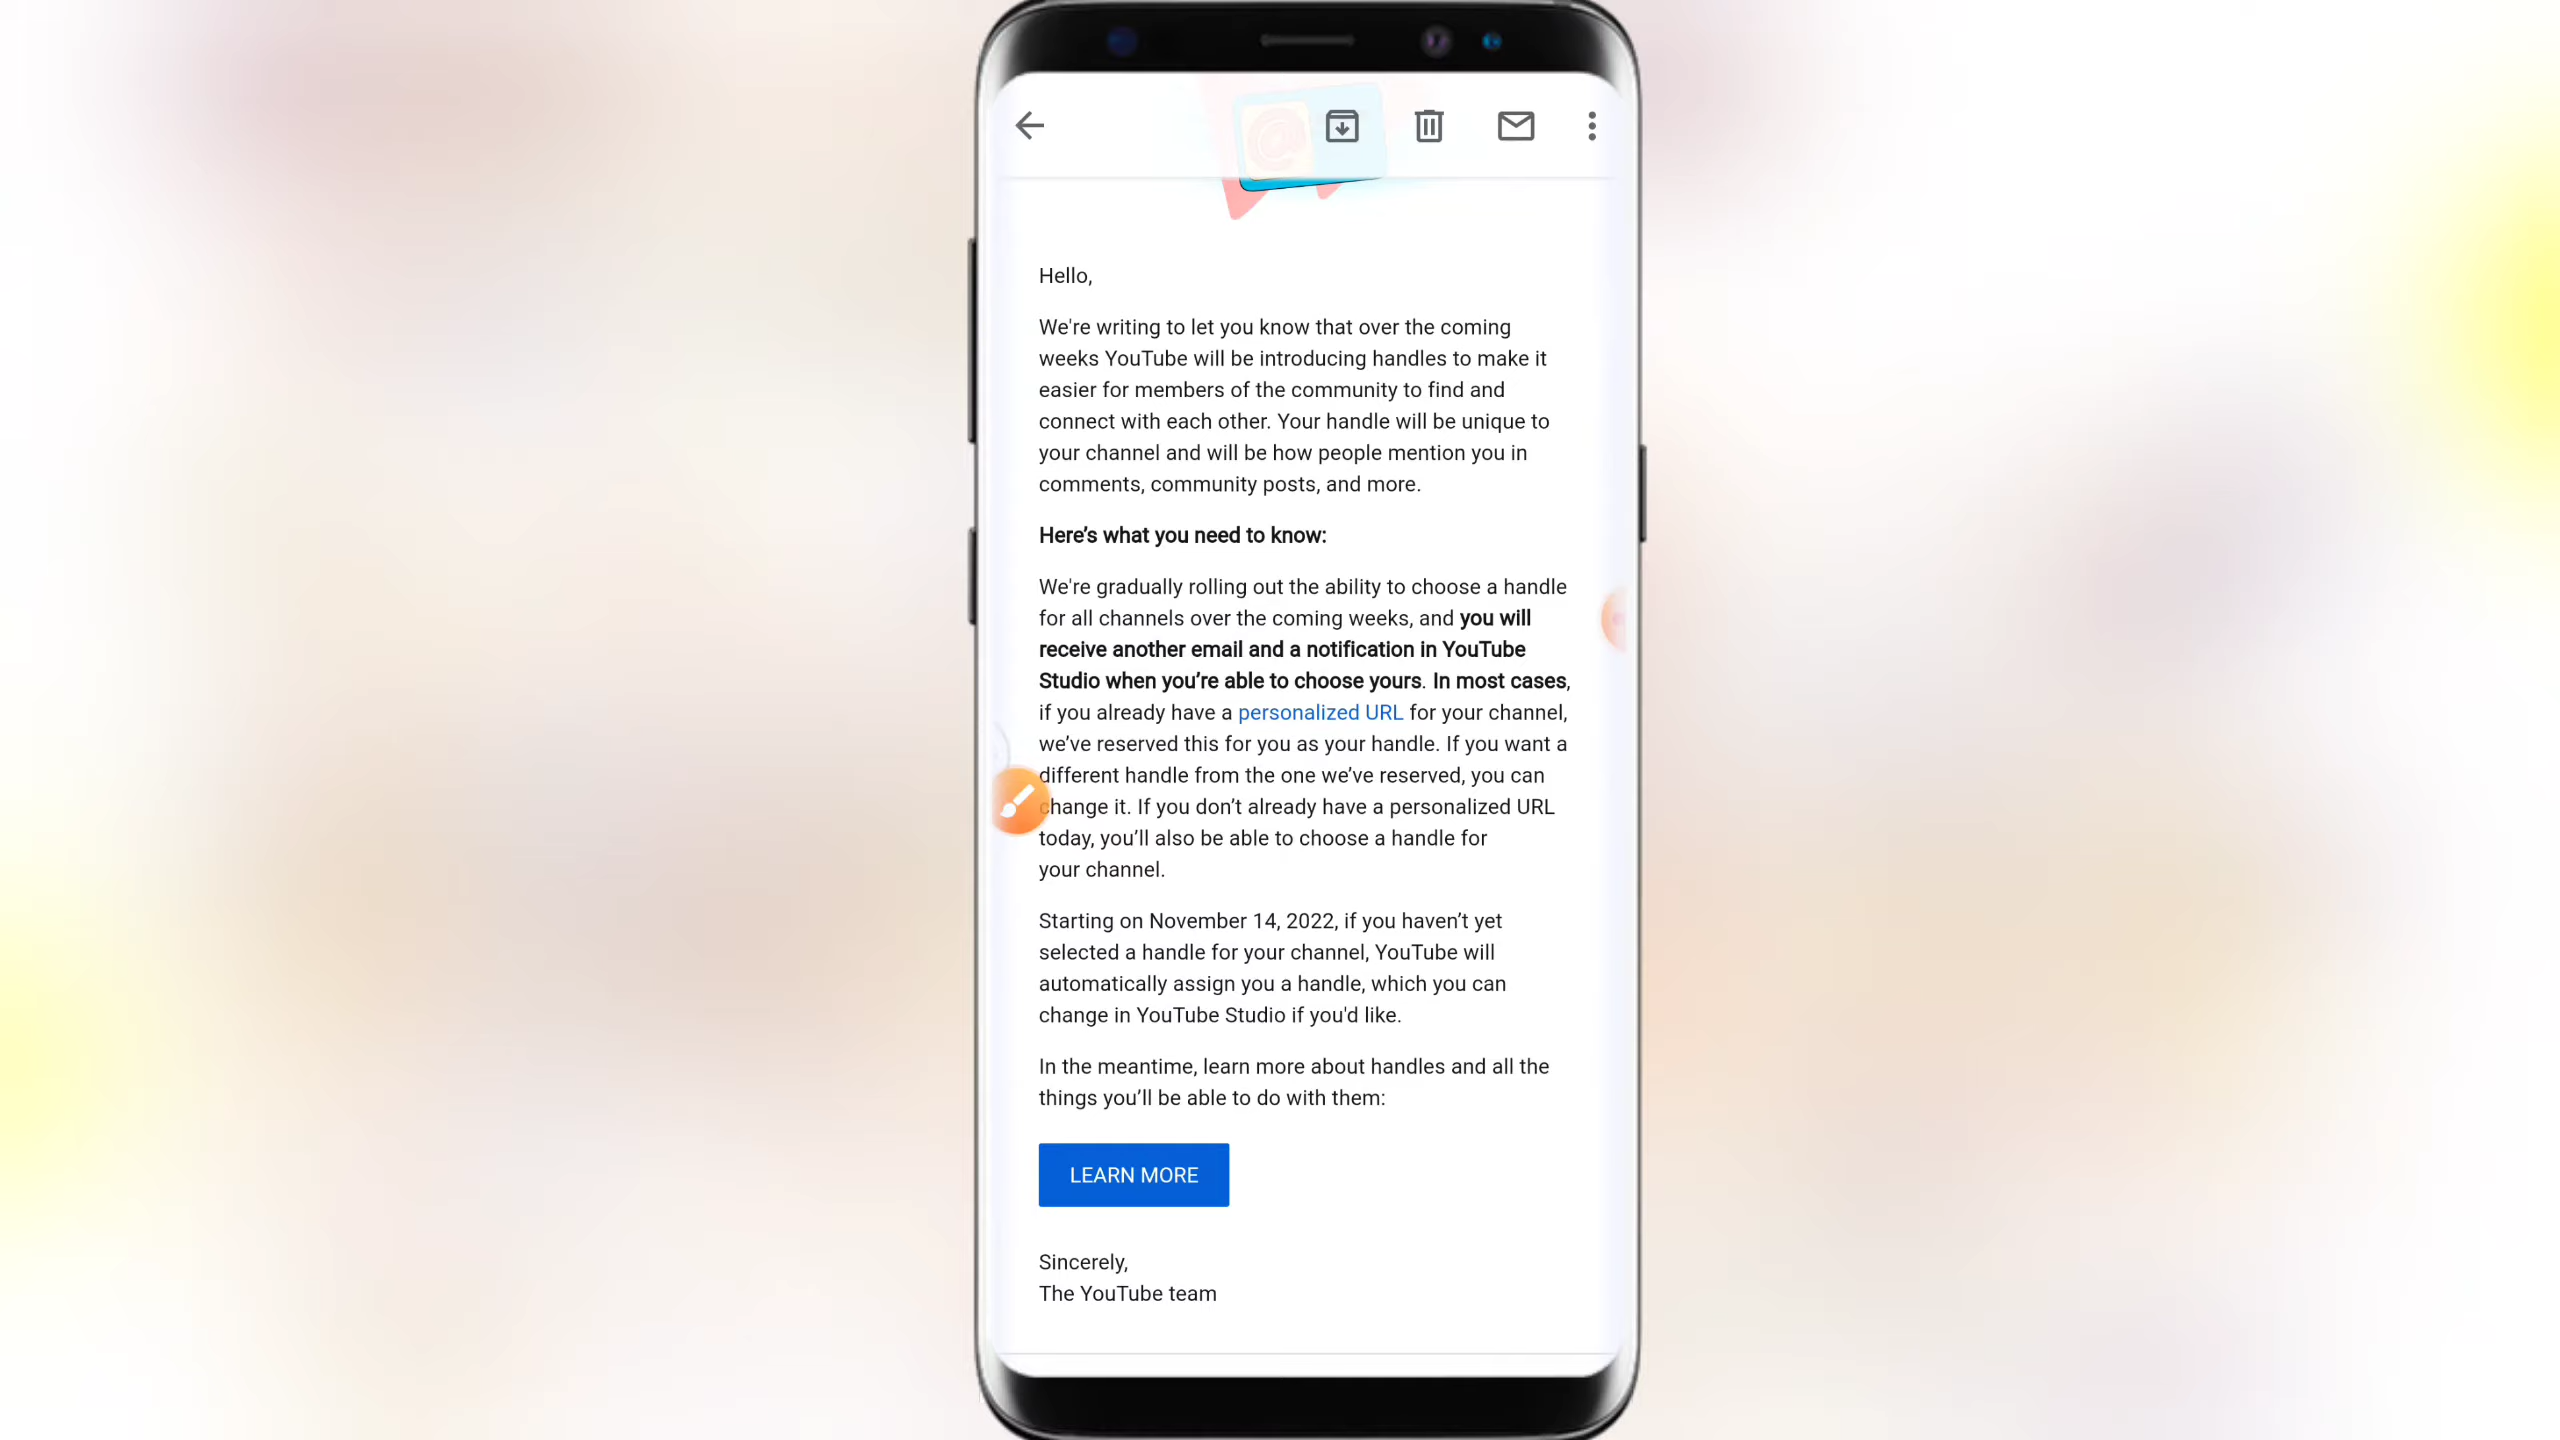 Hello,
We're writing to let you know that over the coming
weeks YouTube will be introducing handles to make it
easier for members of the community to find and
connect with each other. Your handle will be unique to
your channel and will be how people mention you in
comments, community posts, and more.
Here’s what you need to know:
We're gradually rolling out the ability to choose a handle
for all channels over the coming weeks, and you will
receive another email and a notification in YouTube
Studio when you’re able to choose yours. In most cases,
if you already have a personalized URL for your channel,
we’ve reserved this for you as your handle. If you want a
different handle from the one we’ve reserved, you can
change it. If you don’t already have a personalized URL
today, you’ll also be able to choose a handle for
your channel.
Starting on November 14, 2022, if you haven’t yet
selected a handle for your channel, YouTube will
automatically assign you a handle, which you can
change in YouTube Studio if you'd like.
In the meantime, learn more about handles and all the
things you’ll be able to do with them:
LEARN MORE
Sincerely,
The YouTube team